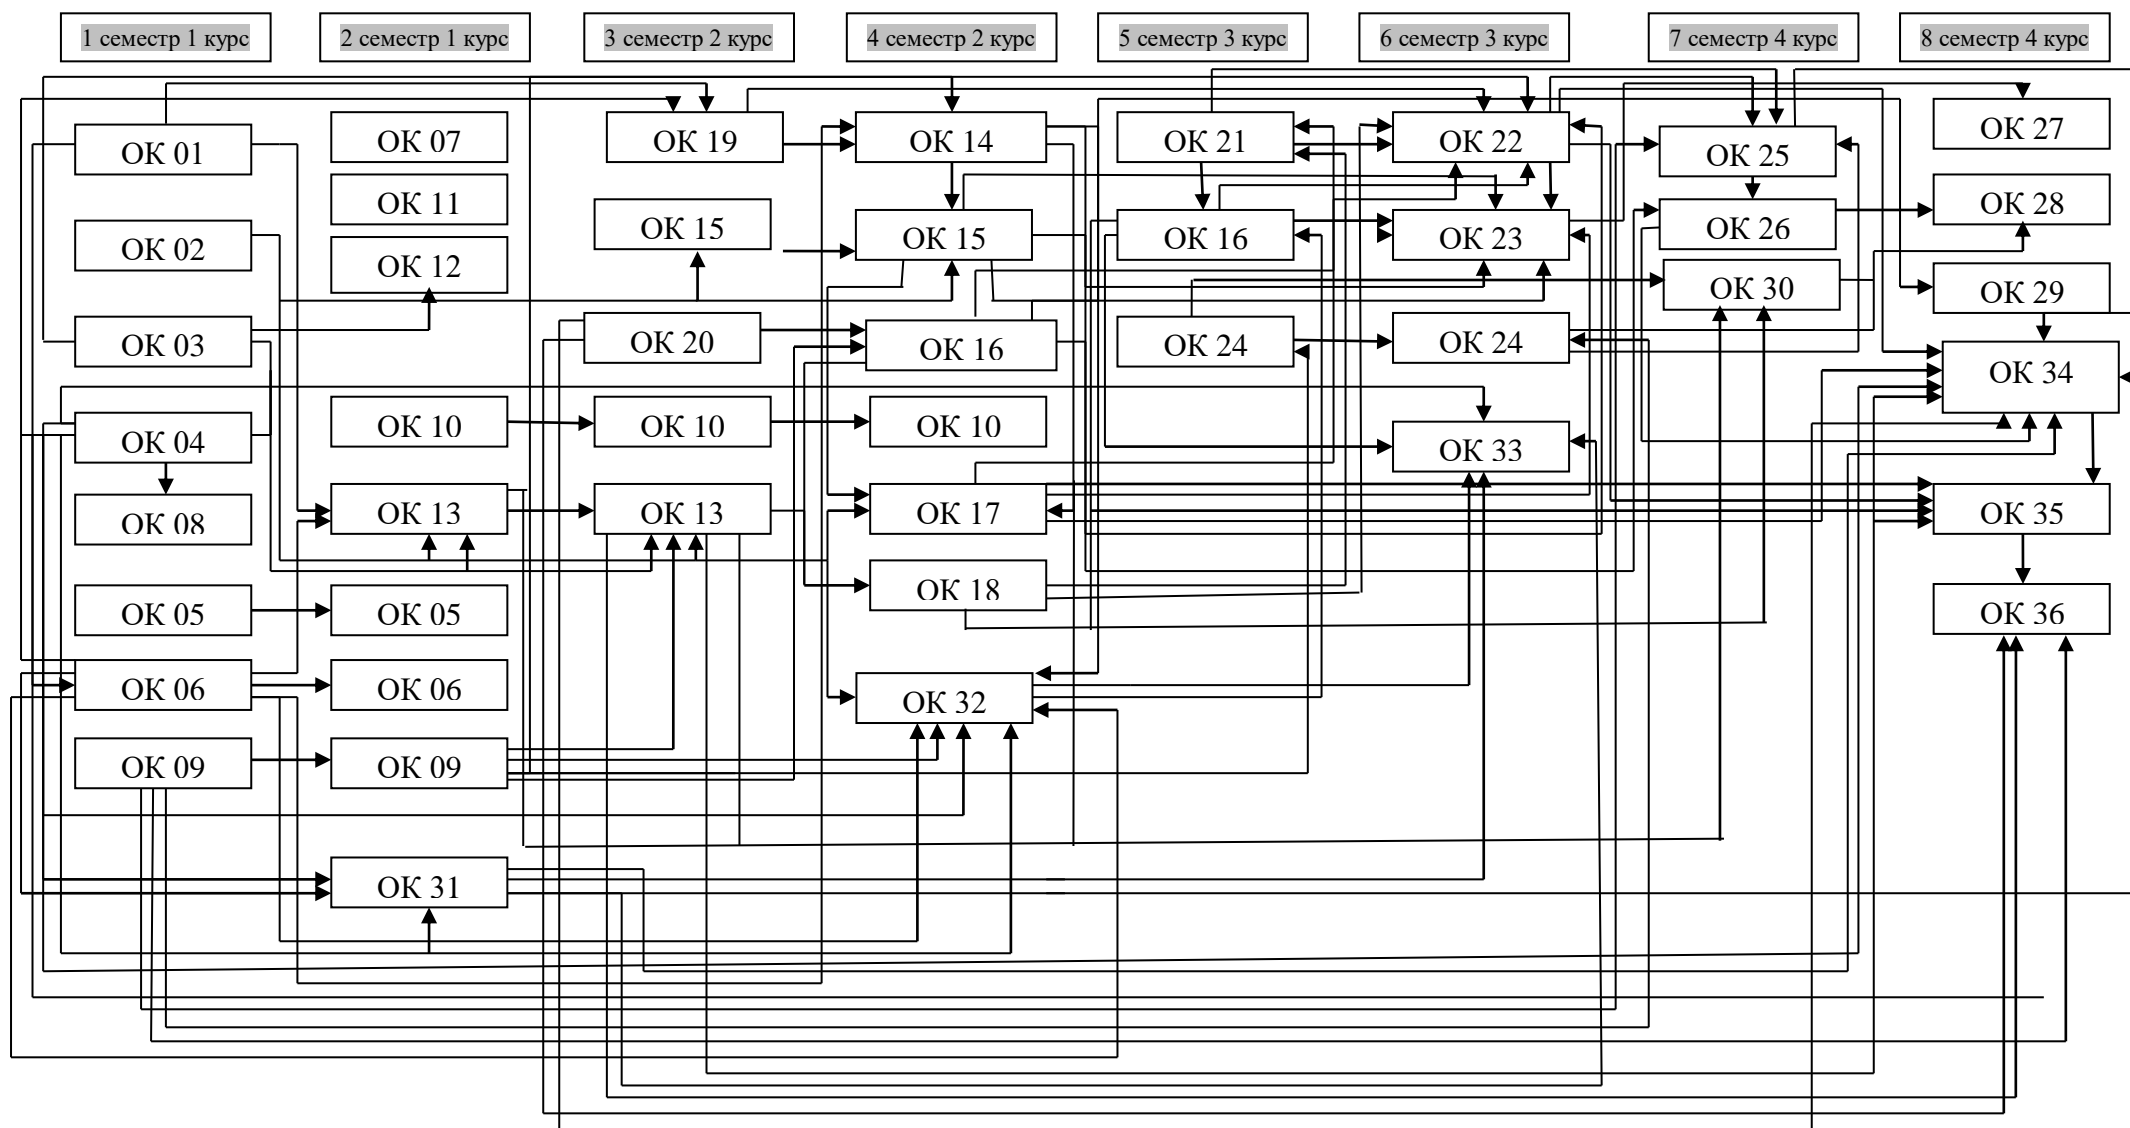 1 семестр 1 курс
2 семестр 1 курс
3 семестр 2 курс
4 семестр 2 курс
5 семестр 3 курс
6 семестр 3 курс
7 семестр 4 курс
8 семестр 4 курс
ОК 01
ОК 02
ОК 03
ОК 04
ОК 08
ОК 05
ОК 06
ОК 09
ОК 07
ОК 11
ОК 12
ОК 10
ОК 13
ОК 05
ОК 06
ОК 09
ОК 31
ОК 19
ОК 15
ОК 20
ОК 10
ОК 13
ОК 14
ОК 15
ОК 16
ОК 10
ОК 17
ОК 18
ОК 32
ОК 21
ОК 16
ОК 24
ОК 22
ОК 23
ОК 24
ОК 33
ОК 25
ОК 26
ОК 30
ОК 27
ОК 28
ОК 29
ОК 34
ОК 35
ОК 36